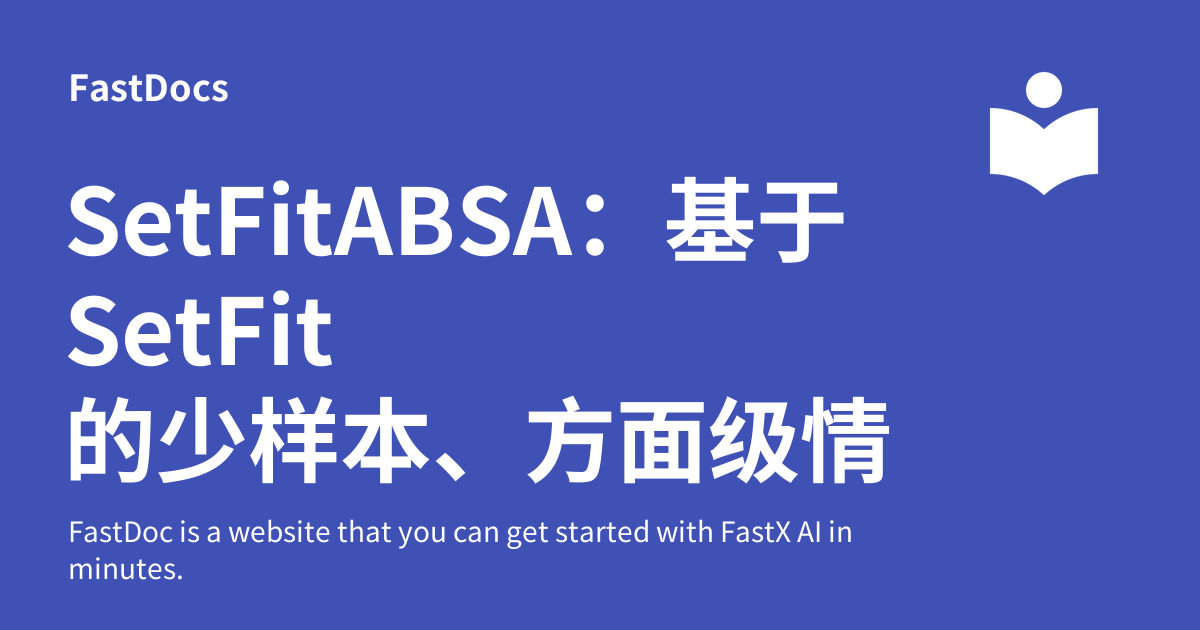 FastDocs
SetFitABSA：基于
SetFit
的少样本、方面级情
FastDoc is a website that you can get started with FastX AI in
minutes.